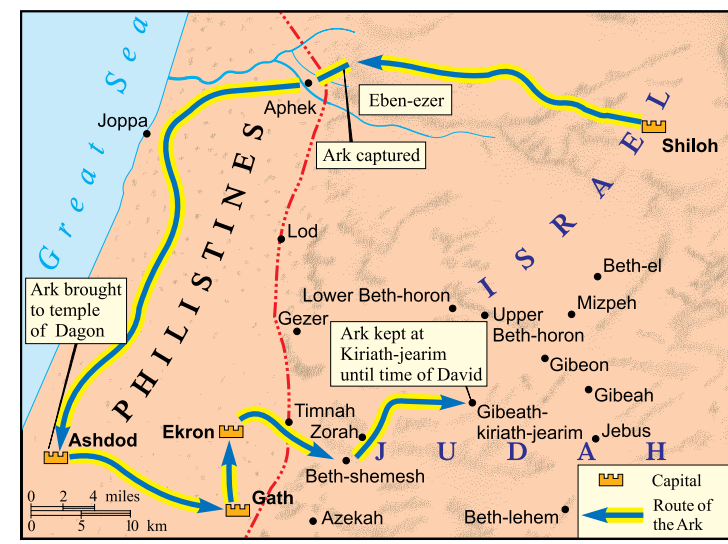 Great Sea
Joppa
Aphek
Eben-ezer
Ark captured
Shiloh
ISRAEL
PHILISTINES
Lod
Beth-el
Ark brought
to temple
of Dagon
Lower Beth-horon
Mizpeh
Upper
Beth-horon
Gezer
Ark kept at
Kiriath-jearim
until time of David
Gibeon
Gibeah
Timnah
Gibeath-
kiriath-jearim
Ekron
Zorah
Jebus
Ashdod
JUDAH
Beth-shemesh
Gath
Azekah
Beth-lehem
0 2 4 miles
0 5 10 km
Capital
Route of
the Ark